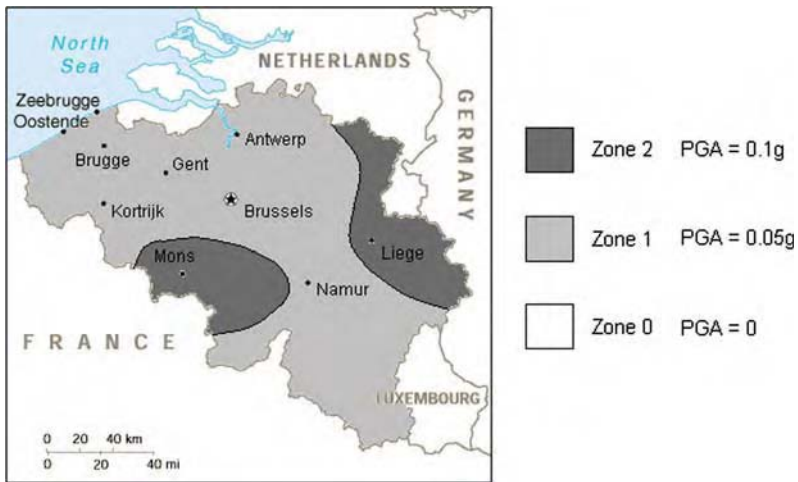 North
Sea
NETHERLANDS
GERMANY
Zeebrugge
Oostende
Antwerp
Brugge
Gent
Kortrijk
Brussels
Mons
Liege
Namur
FRANCE
LUXEMBOURG
0 20 40 km
0 20 40 mi
Zone 2 PGA = 0.1g
Zone 1 PGA = 0.05g
Zone 0 PGA = 0